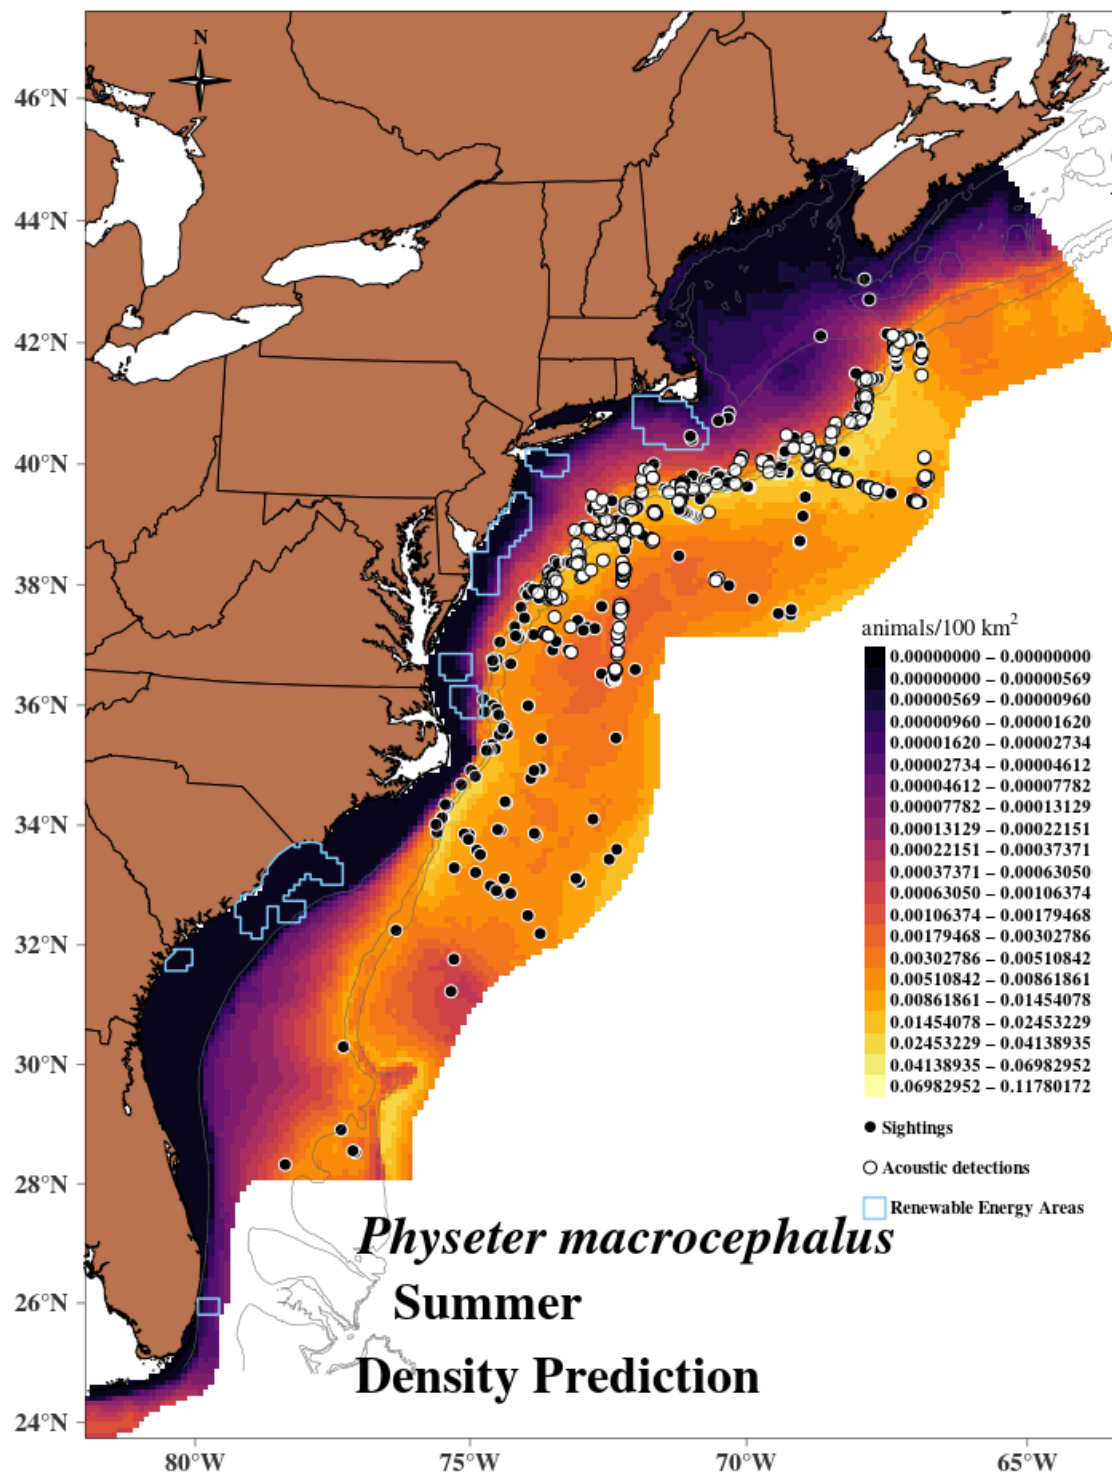 N
46°N
44°N
42°N
40°N
38°N
36°N
34°N
32°N
30°N
28°N
26°N
24°N
80°W
75°W
70°W
65°W
animals/100 km²
0.00000000 – 0.00000000
0.00000000 – 0.00000569
0.00000569 – 0.00000960
0.00000960 – 0.00001620
0.00001620 – 0.00002734
0.00002734 – 0.00004612
0.00004612 – 0.00007782
0.00007782 – 0.00013129
0.00013129 – 0.00022151
0.00022151 – 0.00037371
0.00037371 – 0.00063050
0.00063050 – 0.00106374
0.00106374 – 0.00179468
0.00179468 – 0.00302786
0.00302786 – 0.00510842
0.00510842 – 0.00861861
0.00861861 – 0.01454078
0.01454078 – 0.02453229
0.02453229 – 0.04138935
0.04138935 – 0.06982952
0.06982952 – 0.11780172
Sightings
Acoustic detections
Renewable Energy Areas
Physeter macrocephalus
Summer
Density Prediction